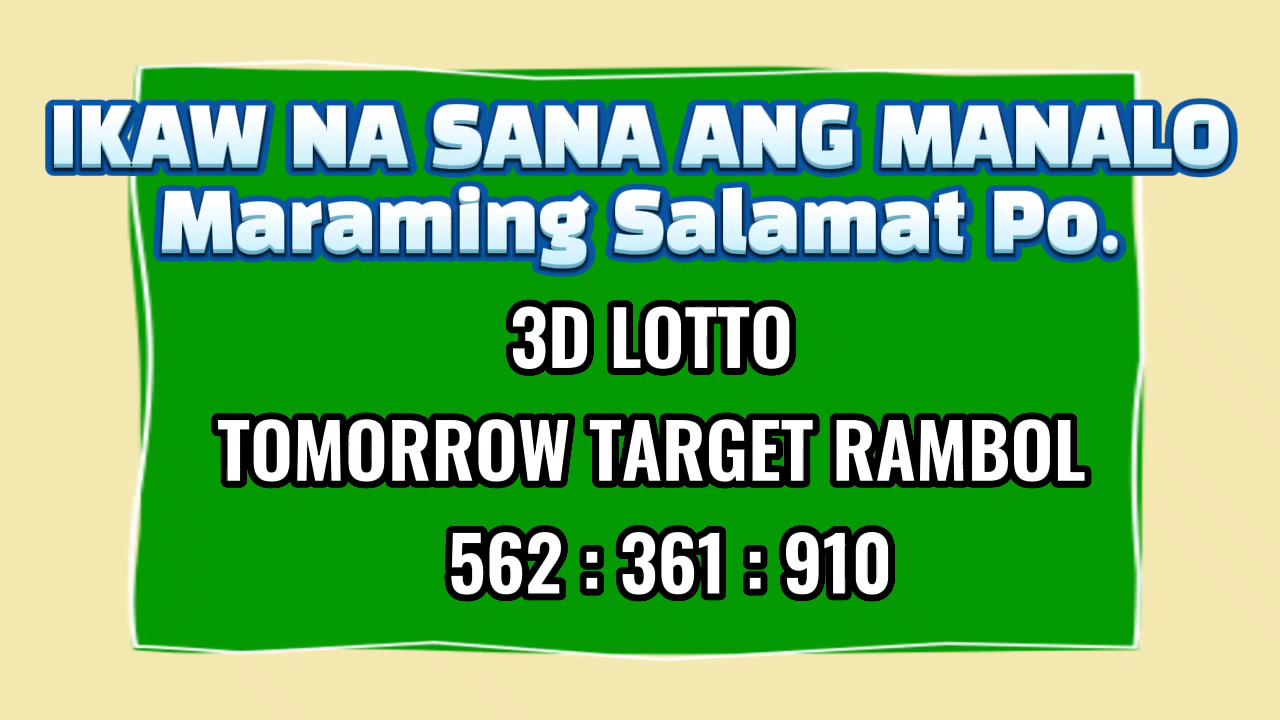 IKAW NA SANA ANG MANALO
Maraming Salamat Po.
3D LOTTO
TOMORROW TARGET RAMBOL
562 : 361 : 910